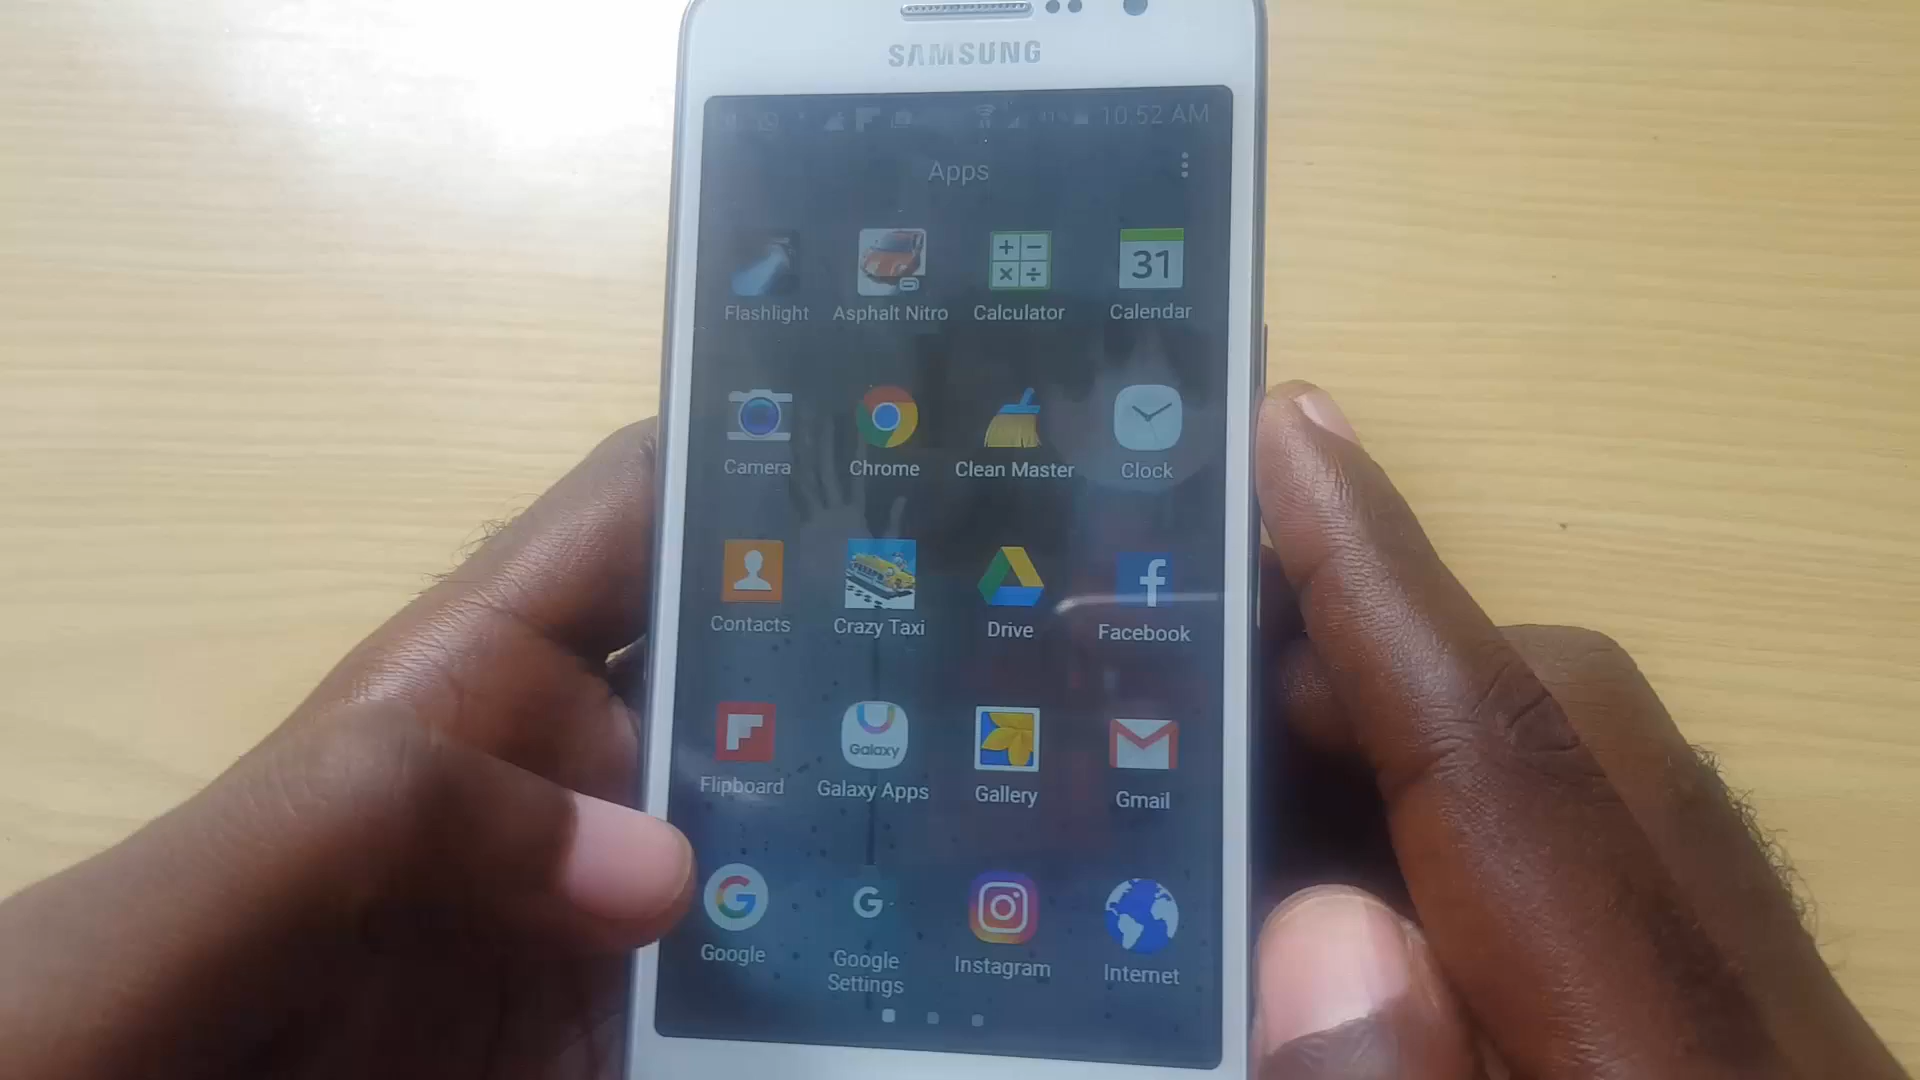 SAMSUNG
10:52 AM
Apps
31
Flashlight Asphalt Nitro Calculator Calendar
Camera Chrome Clean Master Clock
Contacts Crazy Taxi Drive Facebook
Galaxy
Flipboard Galaxy Apps Gallery Gmail
Google Google Settings Instagram Internet